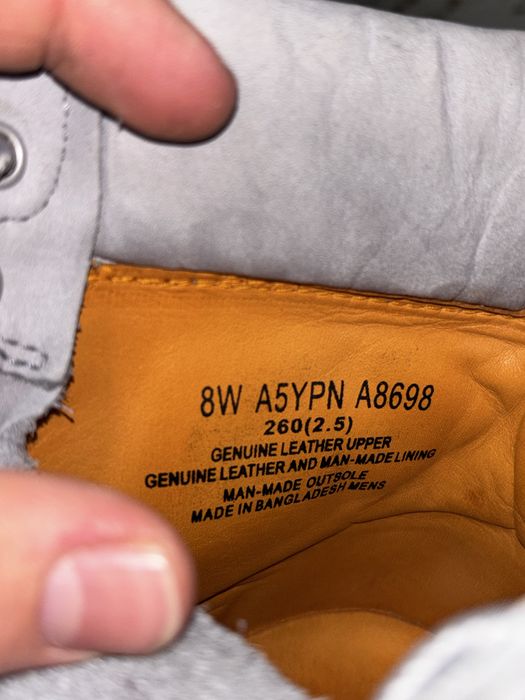 8W A5YPN A8698
260(2.5)
GENUINE LEATHER UPPER
GENUINE LEATHER AND MAN-MADE LINING
MAN-MADE OUTSOLE
MADE IN BANGLADESH MENS